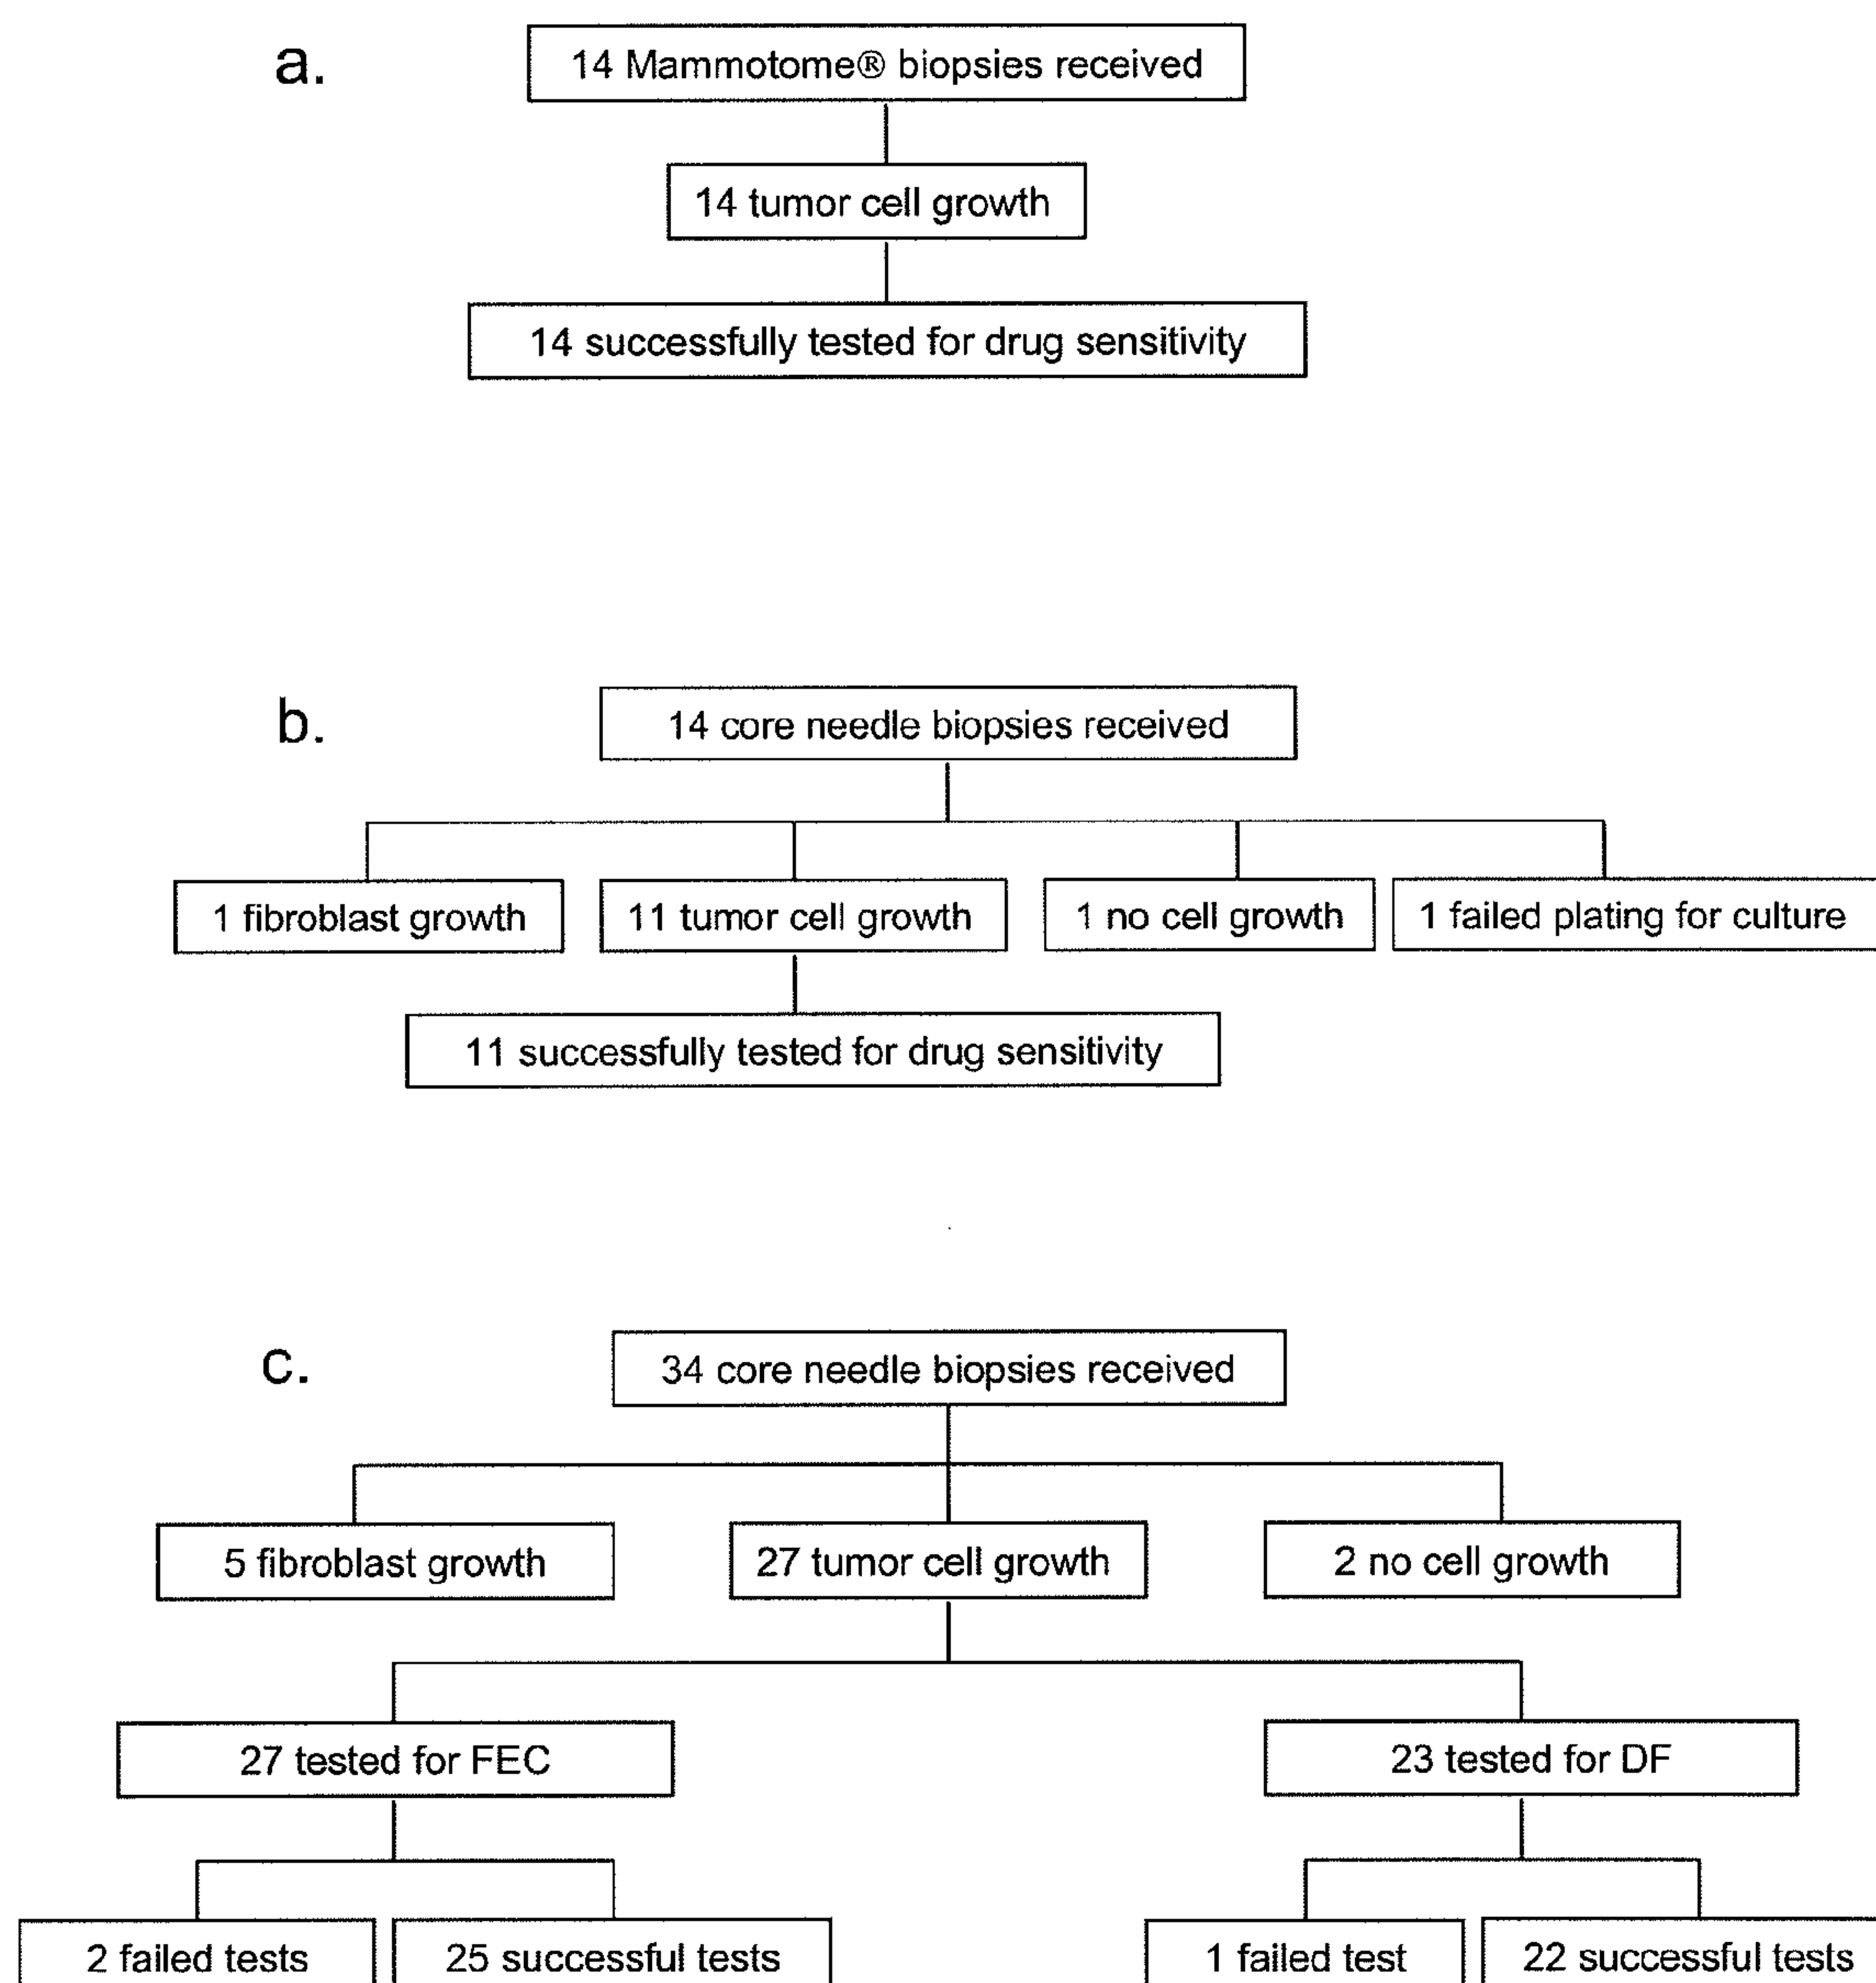 a.
14 Mammotome® biopsies received
14 tumor cell growth
14 successfully tested for drug sensitivity
b.
14 core needle biopsies received
1 fibroblast growth
11 tumor cell growth
1 no cell growth
1 failed plating for culture
11 successfully tested for drug sensitivity
c.
34 core needle biopsies received
5 fibroblast growth
27 tumor cell growth
2 no cell growth
27 tested for FEC
23 tested for DF
2 failed tests
25 successful tests
1 failed test
22 successful tests